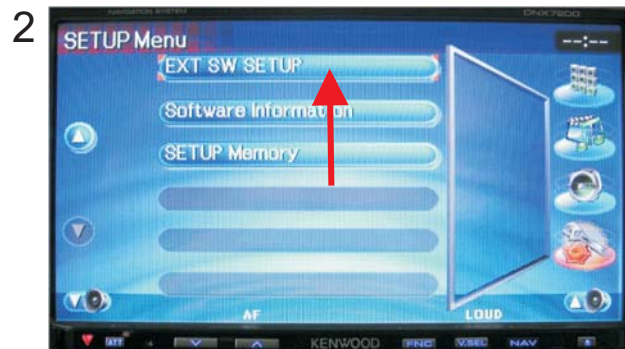 2
NAVIGATION SYSTEM DNX7200
SETUP Menu --:--
EXT SW SETUP
Software Information
SETUP Memory
AF LOUD
ATT KENWOOD FNC V.SEL NAV